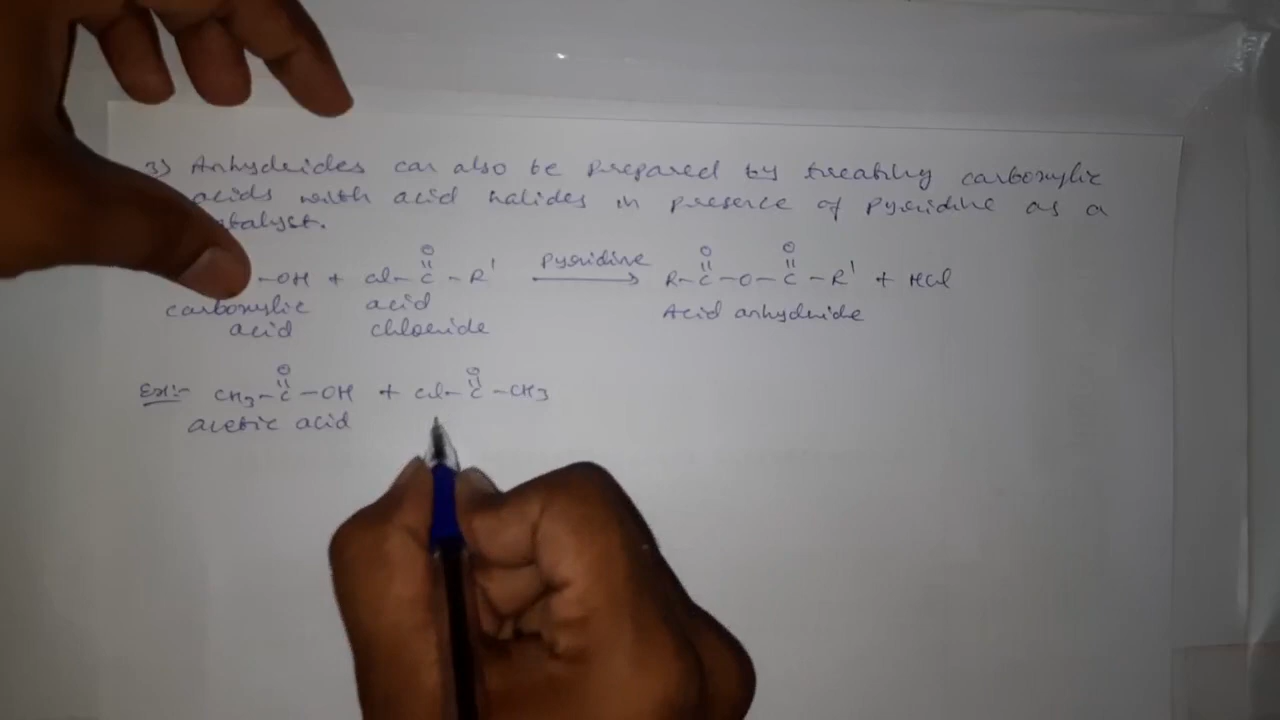 3) Anhydrides can also be prepared by treating carboxylic
acids with acid halides in presence of pyridine as a
talyst.
O O O
-OH + Cl-C-R' pyridine → R-C-O-C-R' + HCl
carboxylic acid Acid anhydride
acid chloride
O O
Ex:- CH3-C-OH + Cl-C-CH3
acetic acid